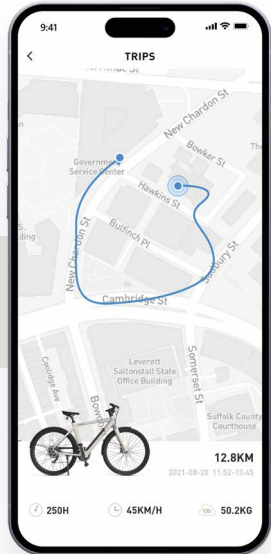 9:41
TRIPS
New Chardon St
Bowker St
Government
Service Center
Hawkins St
Bulfinch Pl
New Chardon St
Sudbury St
Cambridge St
Leverett
Saltonstall State
Office Building
Somerset St
Coolidge Ave
Suffolk County
Courthouse
12.8KM
2021-08-20 11:52-13:45
250H
45KM/H
50.2KG